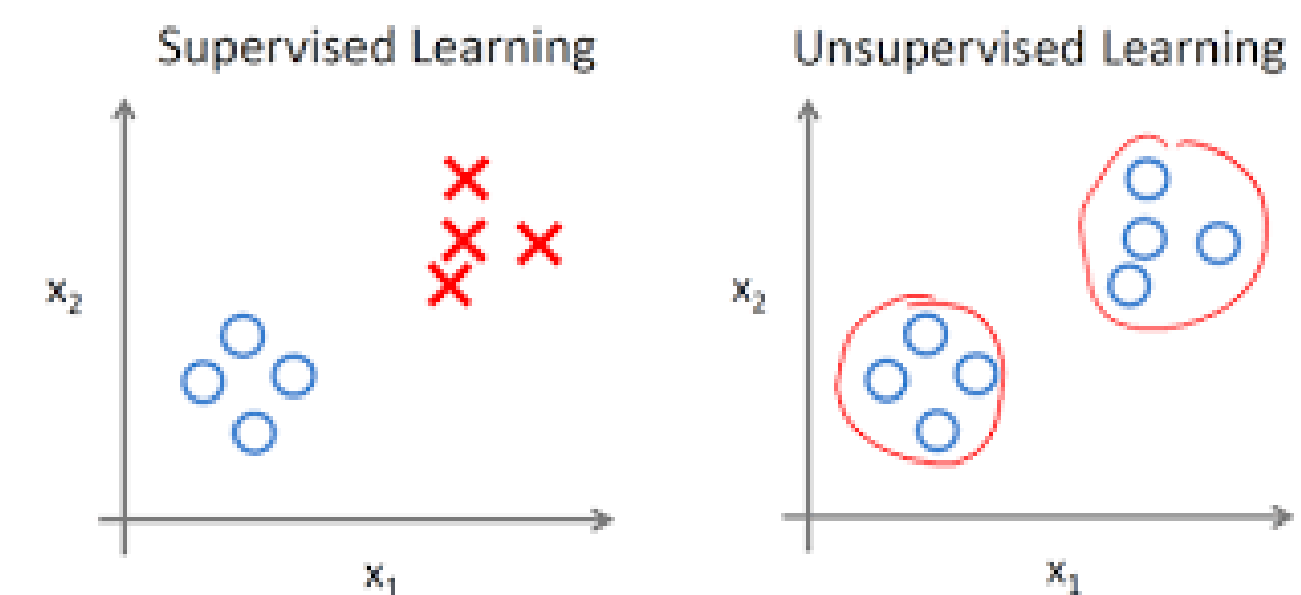 Supervised Learning
x₂
x₁
Unsupervised Learning
x₂
x₁